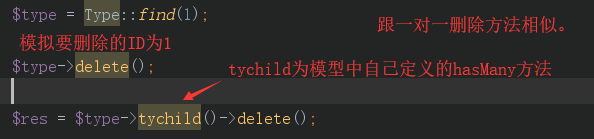 $type = Type::find(1);
跟一对一删除方法相似。
模拟要删除的ID为1
$type->delete();
tychild为模型中自己定义的hasMany方法
$res = $type->tychild()->delete();